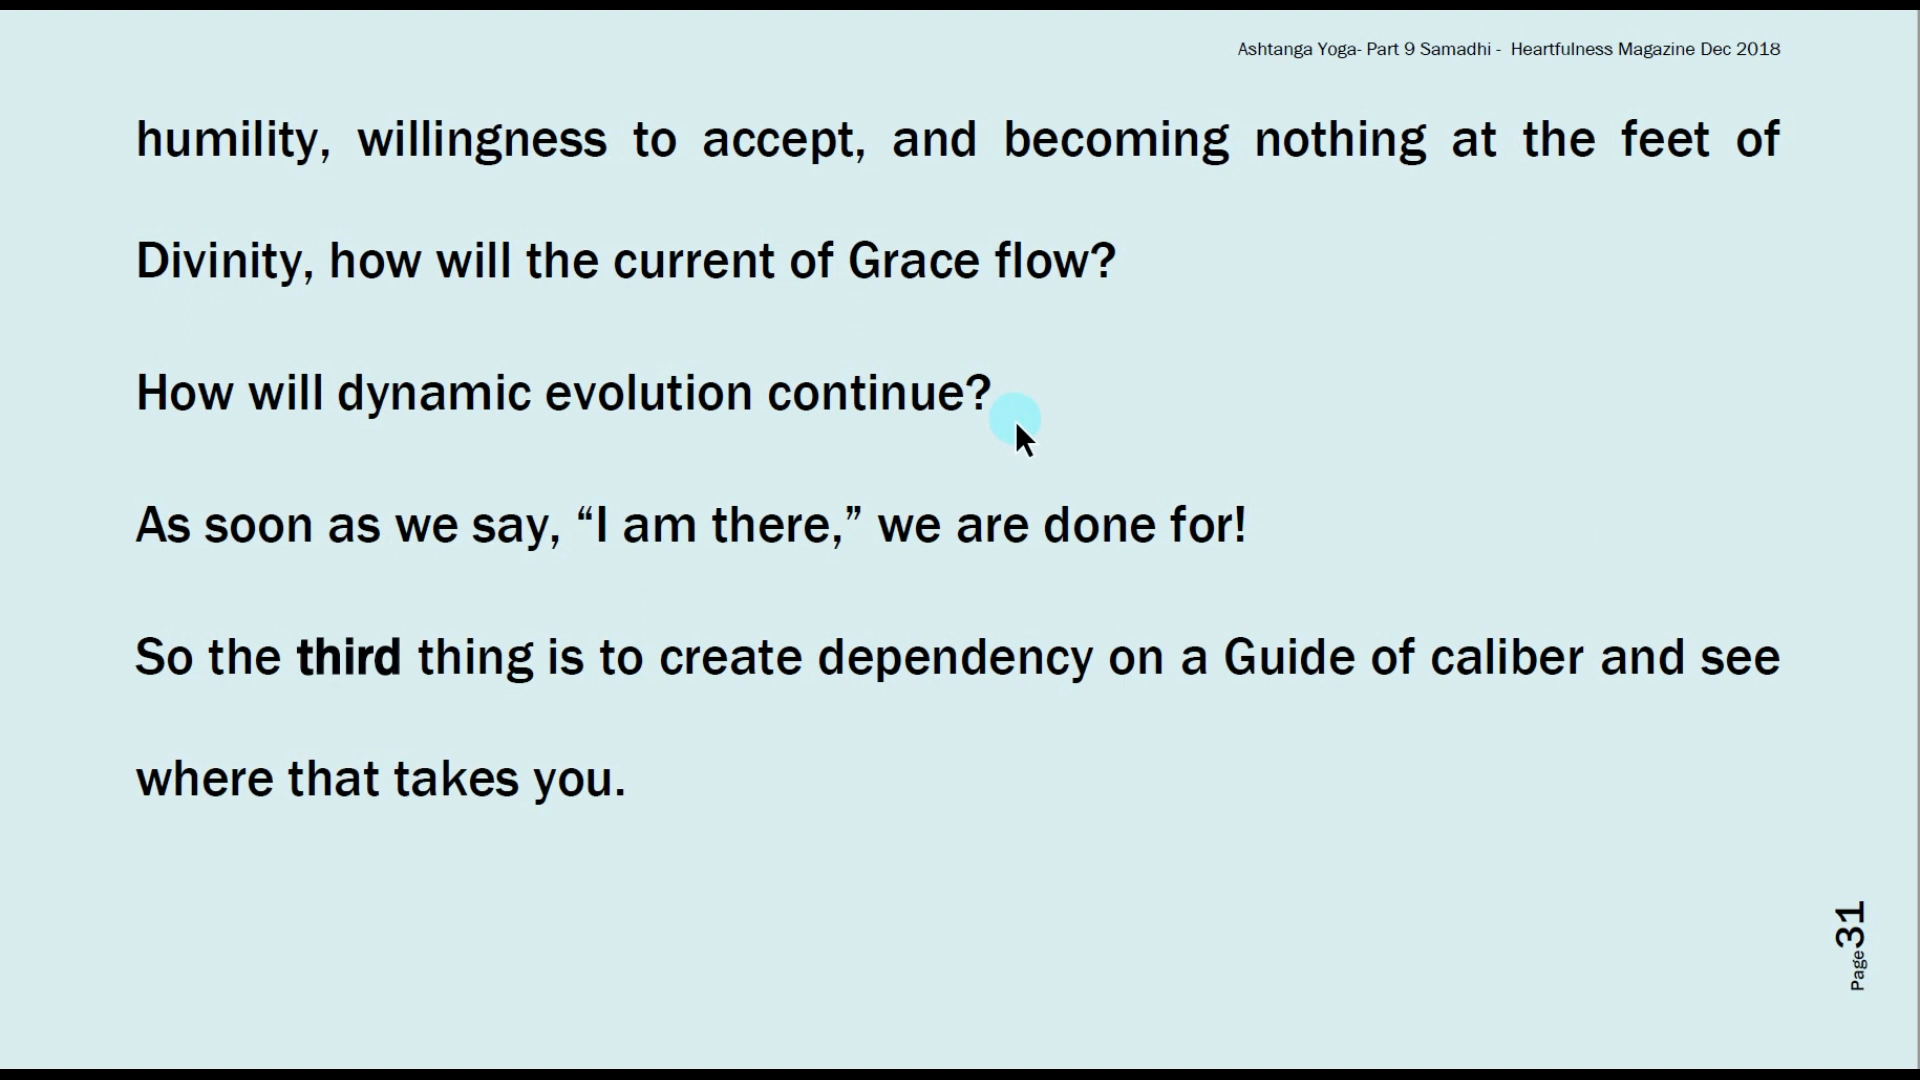 Ashtanga Yoga- Part 9 Samadhi - Heartfulness Magazine Dec 2018
humility, willingness to accept, and becoming nothing at the feet of
Divinity, how will the current of Grace flow?
How will dynamic evolution continue?
As soon as we say, “I am there,” we are done for!
So the third thing is to create dependency on a Guide of caliber and see
where that takes you.
Page31